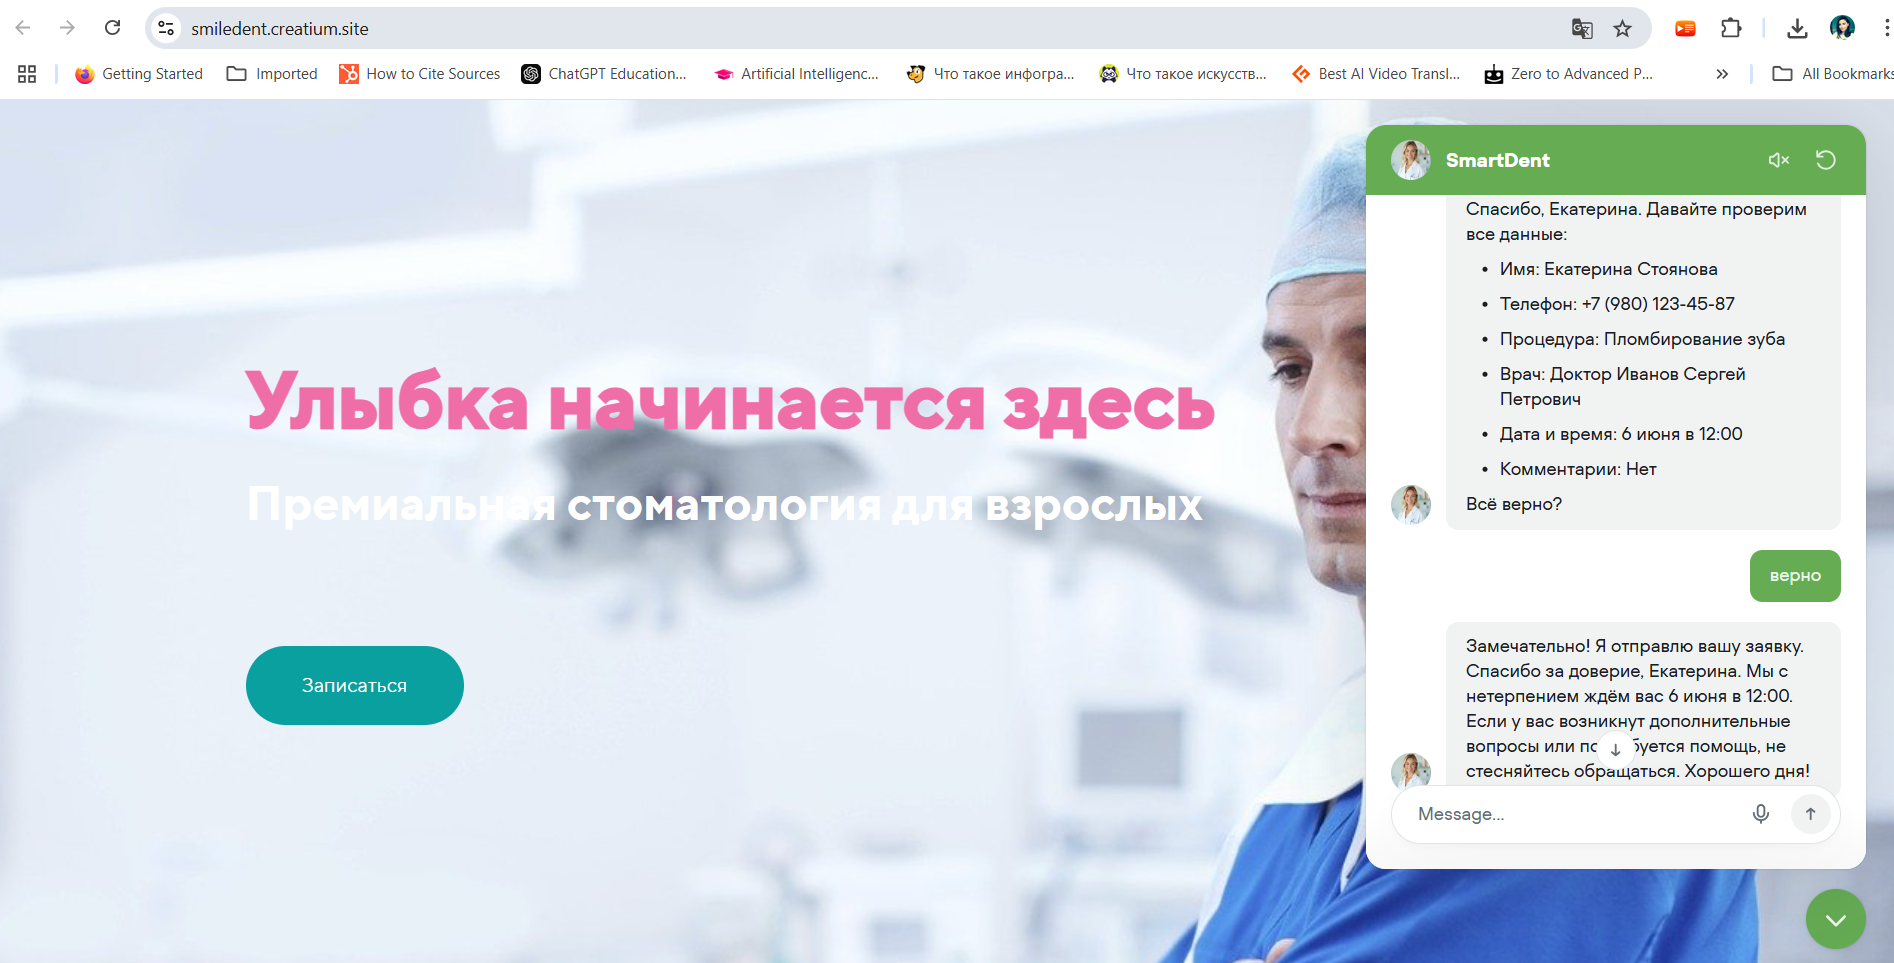 smiledent.creatium.site
Getting Started
Imported
How to Cite Sources
ChatGPT Education...
Artificial Intelligenc...
Что такое инфогра...
Что такое искусств...
Best AI Video Transl...
Zero to Advanced P...
»
All Bookmarks
Улыбка начинается здесь
Премиальная стоматология для взрослых
Записаться
SmartDent
Спасибо, Екатерина. Давайте проверим
все данные:
• Имя: Екатерина Стоянова
• Телефон: +7 (980) 123-45-87
• Процедура: Пломбирование зуба
• Врач: Доктор Иванов Сергей
Петрович
• Дата и время: 6 июня в 12:00
• Комментарии: Нет
Всё верно?
верно
Замечательно! Я отправлю вашу заявку.
Спасибо за доверие, Екатерина. Мы с
нетерпением ждём вас 6 июня в 12:00.
Если у вас возникнут дополнительные
вопросы или помощь, не
стесняйтесь обращаться. Хорошего дня!
Message...